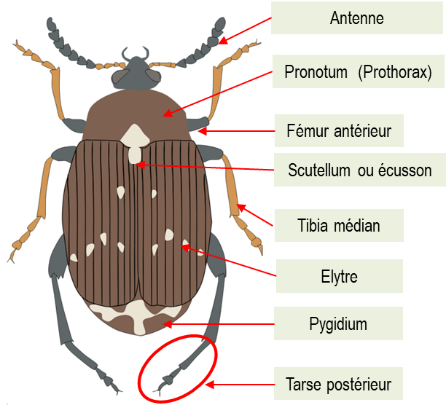 Antenne
Pronotum (Prothorax)
Fémur antérieur
Scutellum ou écusson
Tibia médian
Elytre
Pygidium
Tarse postérieur